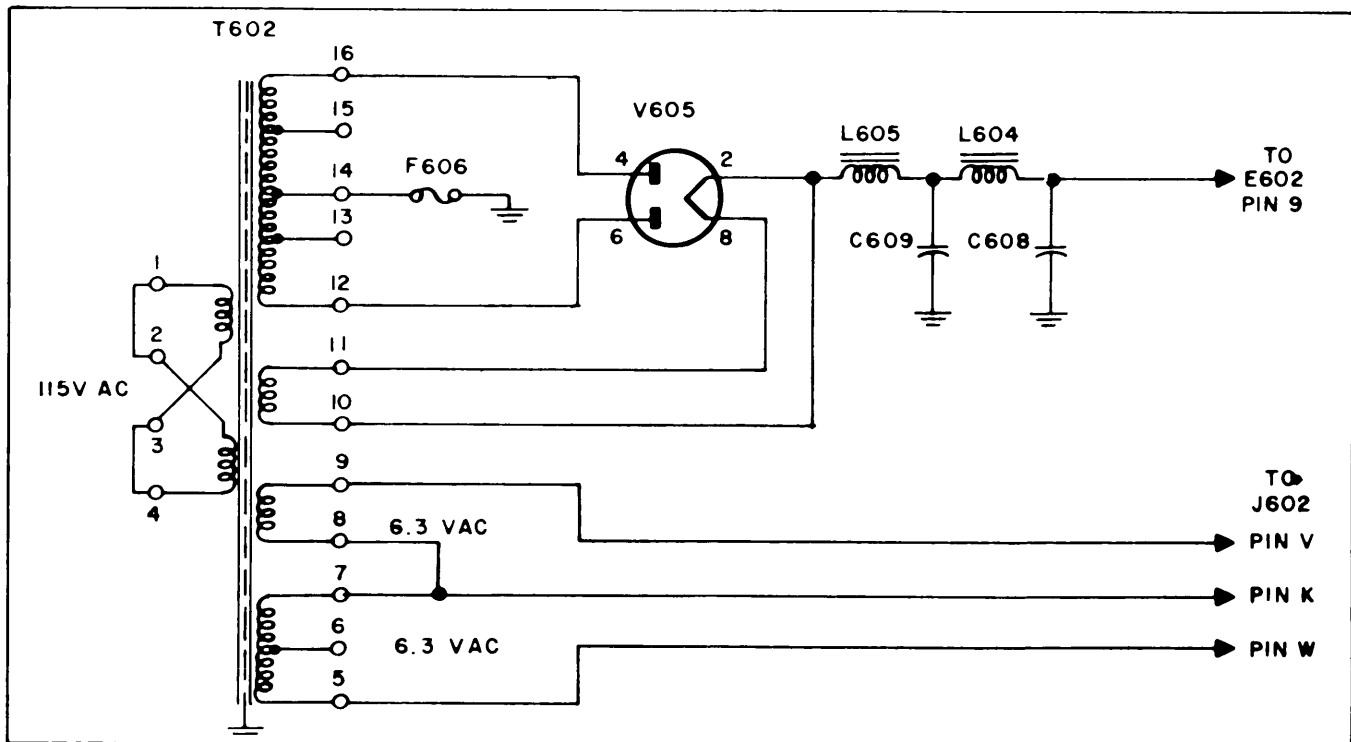 T602
16
15
14
13
12
11
10
9
8
7
6
5
1
2
3
4
115V AC
F606
V605
4
2
6
8
L605
L604
C609
C608
TO
E602
PIN 9
6.3 VAC
6.3 VAC
TO
J602
PIN V
PIN K
PIN W